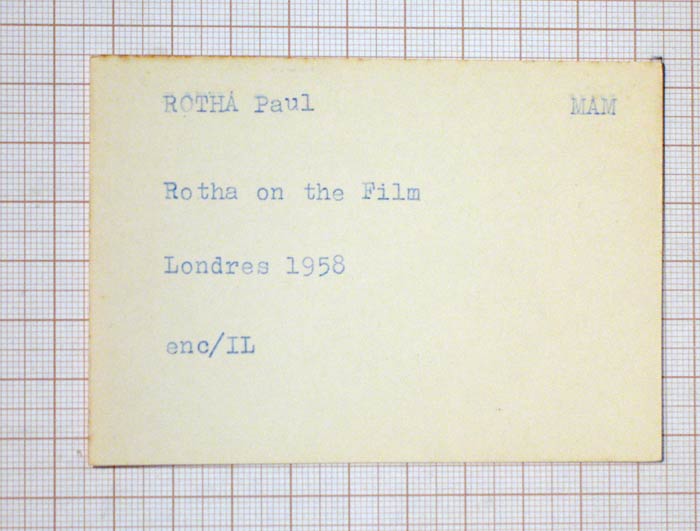 ROTHA Paul MAM
Rotha on the Film
Londres 1958
enc/IL